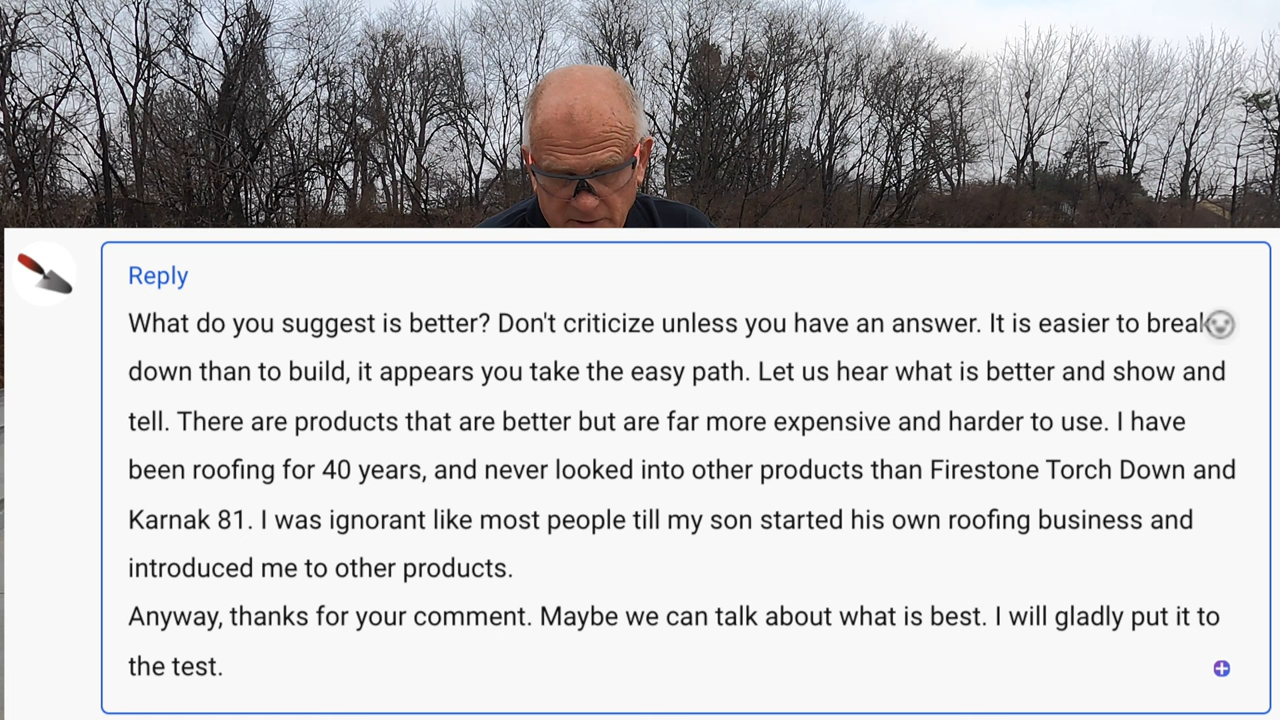 Reply
What do you suggest is better? Don't criticize unless you have an answer. It is easier to break
down than to build, it appears you take the easy path. Let us hear what is better and show and
tell. There are products that are better but are far more expensive and harder to use. I have
been roofing for 40 years, and never looked into other products than Firestone Torch Down and
Karnak 81. I was ignorant like most people till my son started his own roofing business and
introduced me to other products.
Anyway, thanks for your comment. Maybe we can talk about what is best. I will gladly put it to
the test.